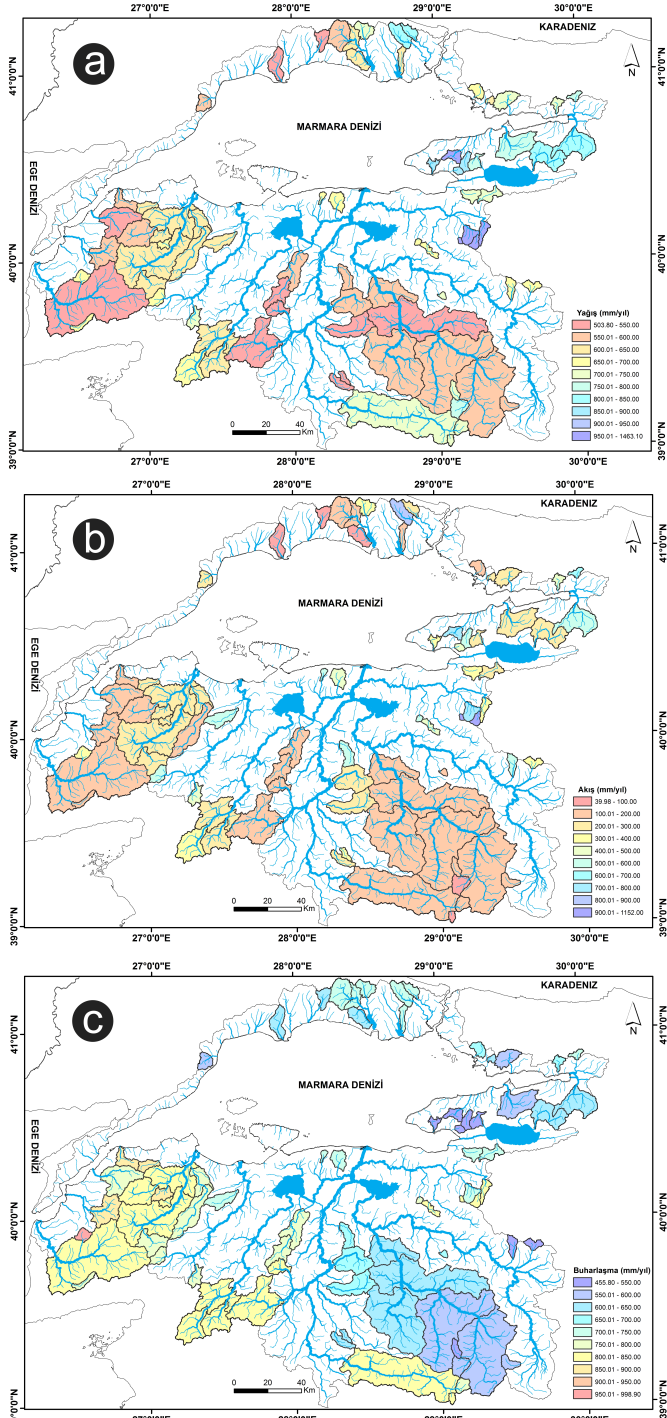 27°0'0"E 28°0'0"E 29°0'0"E 30°0'0"E
a
KARADENIZ
41°0'0"N
41°0'0"N
N
MARMARA DENİZİ
EGE DENİZİ
40°0'0"N
40°0'0"N
Yağış (mm/yıl)
503.80 - 550.00
550.01 - 600.00
600.01 - 650.00
650.01 - 700.00
700.01 - 750.00
750.01 - 800.00
800.01 - 850.00
850.01 - 900.00
900.01 - 950.00
950.01 - 1463.10
0 20 40
Km
39°0'0"N
39°0'0"N
27°0'0"E 28°0'0"E 29°0'0"E 30°0'0"E
b
KARADENIZ
41°0'0"N
41°0'0"N
N
MARMARA DENİZİ
EGE DENİZİ
40°0'0"N
40°0'0"N
Akış (mm/yıl)
39.98 - 100.00
100.01 - 200.00
200.01 - 300.00
300.01 - 400.00
400.01 - 500.00
500.01 - 600.00
600.01 - 700.00
700.01 - 800.00
800.01 - 900.00
900.01 - 1152.00
0 20 40
Km
39°0'0"N
39°0'0"N
27°0'0"E 28°0'0"E 29°0'0"E 30°0'0"E
c
KARADENIZ
41°0'0"N
41°0'0"N
N
MARMARA DENİZİ
EGE DENİZİ
40°0'0"N
40°0'0"N
Buharlaşma (mm/yıl)
455.80 - 550.00
550.01 - 600.00
600.01 - 650.00
650.01 - 700.00
700.01 - 750.00
750.01 - 800.00
800.01 - 850.00
850.01 - 900.00
900.01 - 950.00
950.01 - 998.90
0 20 40
Km
39°0'0"N
39°0'0"N